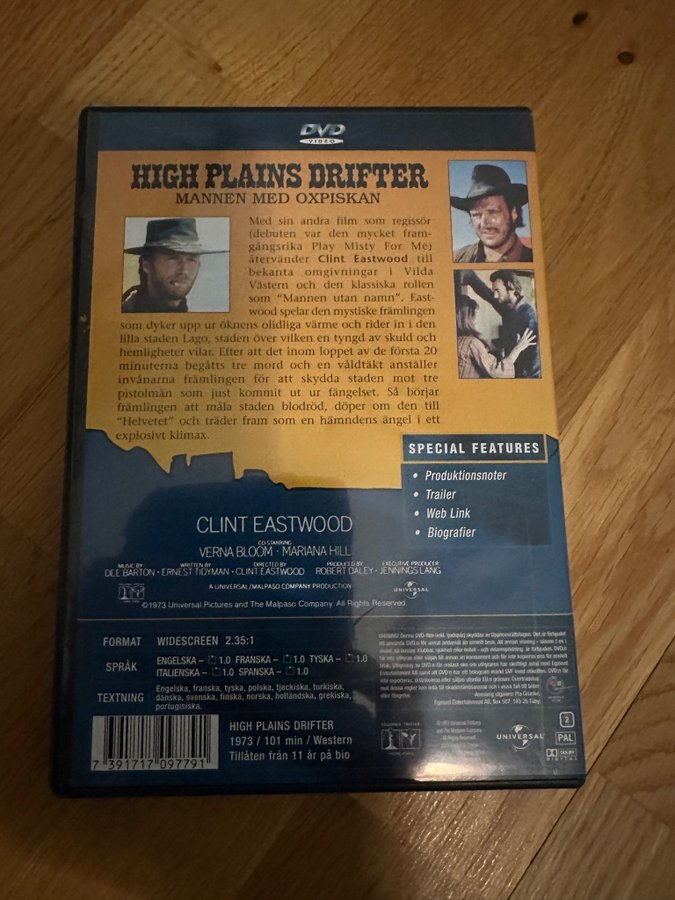 DVD
VIDEO
HIGH PLAINS DRIFTER
MANNEN MED OXPISKAN
Med sin andra film som regissör
(debuten var den mycket fram-
gångsrika Play Misty For Me)
återvänder Clint Eastwood till
bekanta omgivningar i Vilda
Västern och den klassiska rollen
som "Mannen utan namn". East-
wood spelar den mystiske främlingen
som dyker upp ur öknens olidliga värme och rider in i den
lilla staden Lago, staden över vilken en tyngd av skuld och
hemligheter vilar. Efter att det inom loppet av de första 20
minuterna begåtts tre mord och en våldtäkt anställer
invånarna främlingen för att skydda staden mot tre
pistolmän som just kommit ut ur fängelset. Så börjar
främlingen att måla staden blodröd, döper om den till
"Helvetet" och träder fram som en hämndens ängel i ett
explosivt klimax.
SPECIAL FEATURES
• Produktionsnoter
• Trailer
• Web Link
• Biografier
CLINT EASTWOOD
CO-STARRING
VERNA BLOOM · MARIANA HILL
MUSIC BY WRITTEN BY DIRECTED BY PRODUCED BY EXECUTIVE PRODUCER
DEE BARTON · ERNEST TIDYMAN · CLINT EASTWOOD ROBERT DALEY · JENNINGS LANG
A UNIVERSAL/MALPASO COMPANY PRODUCTION
UNIVERSAL
©1973 Universal Pictures and The Malpaso Company. All Rights Reserved.
FORMAT WIDESCREEN 2.35:1
SPRÅK ENGELSKA – 1.0 FRANSKA – 1.0 TYSKA – 1.0
ITALIENSKA – 1.0 SPANSKA – 1.0
TEXTNING Engelska, franska, tyska, polska, tjeckiska, turkiska,
danska, svenska, finska, norska, holländska, grekiska,
portugisiska.
Egmont Entertainment AB, Box 507, 183 25 Täby.
7 391717 097791
HIGH PLAINS DRIFTER
1973 / 101 min / Western
Tillåten från 11 år på bio
UNIVERSAL
2
PAL
DOLBY
DIGITAL